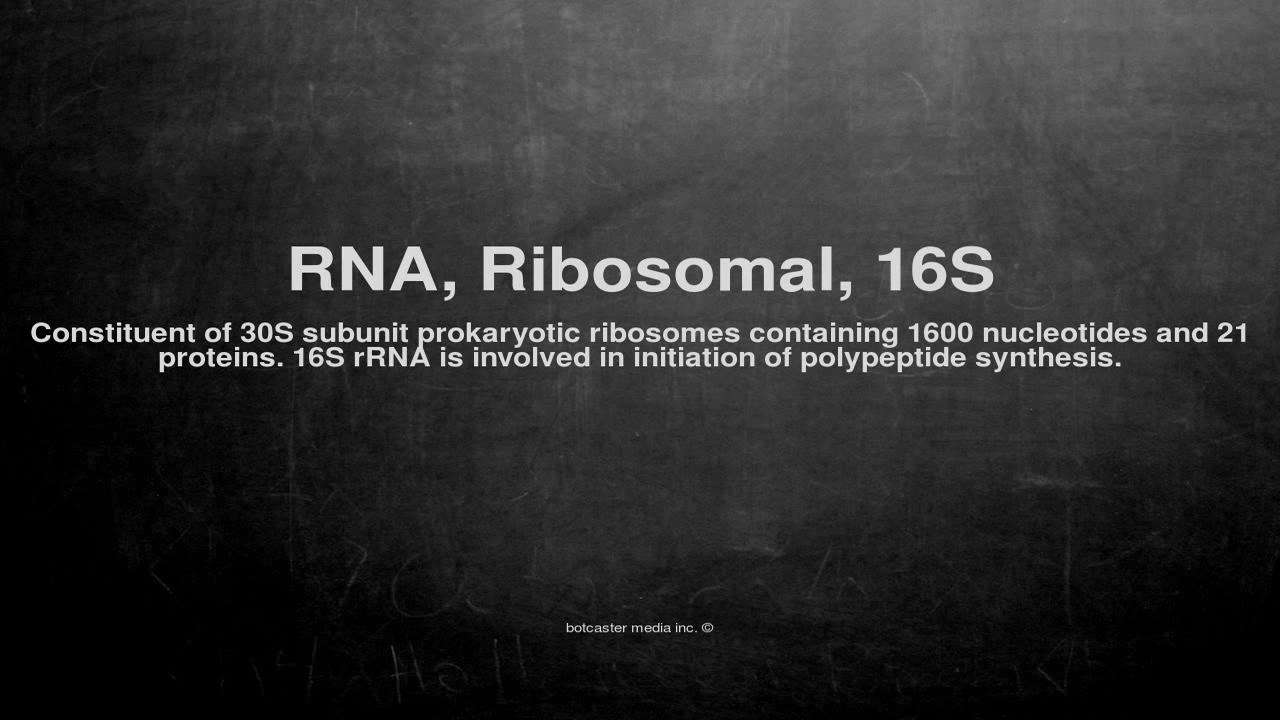 RNA, Ribosomal, 16S
Constituent of 30S subunit prokaryotic ribosomes containing 1600 nucleotides and 21
proteins. 16S rRNA is involved in initiation of polypeptide synthesis.
botcaster media inc. ©